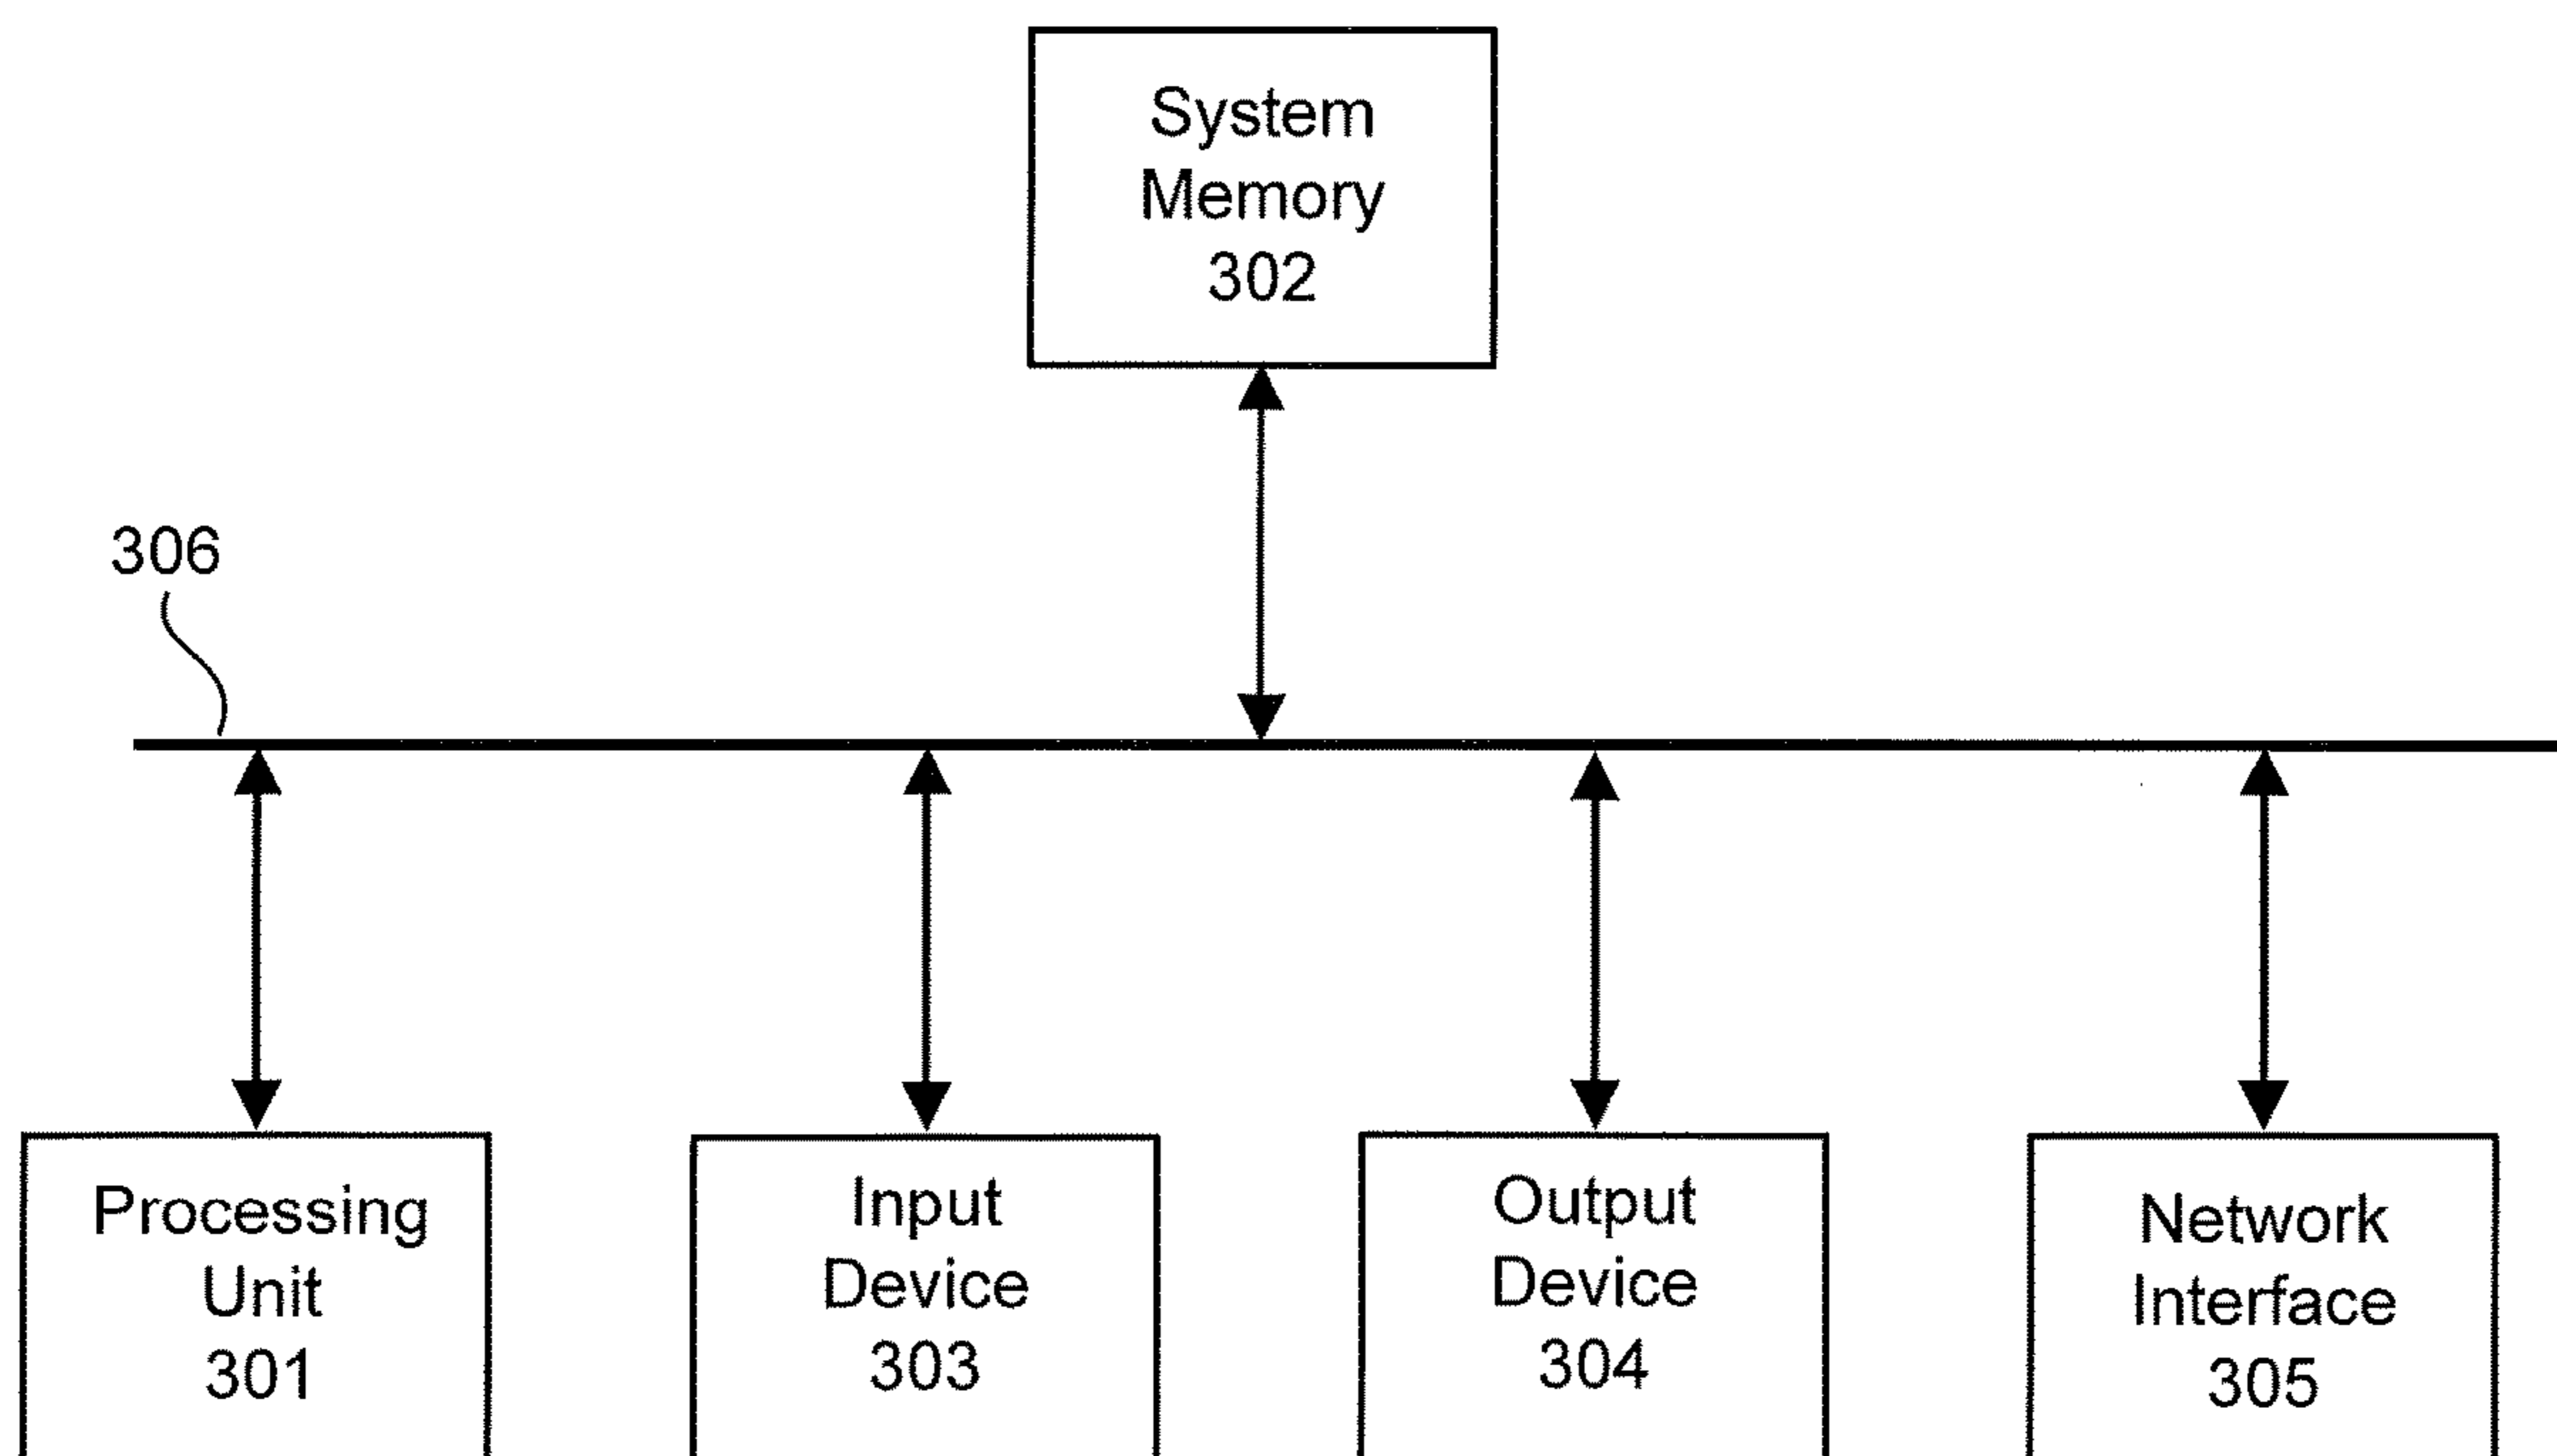 System
Memory
302
306
Processing
Unit
301
Input
Device
303
Output
Device
304
Network
Interface
305